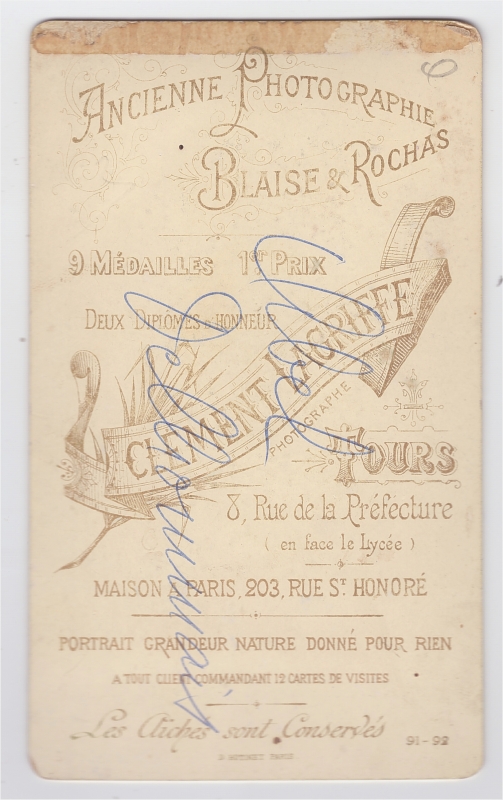 6
ANCIENNE PHOTOGRAPHIE
BLAISE & ROCHAS
9 MÉDAILLES 1ER PRIX
DEUX DIPLOMES D'HONNEUR
CLÉMENT LAGRIFFE
PHOTOGRAPHE
TOURS
8, Rue de la Préfecture
( en face le Lycée )
MAISON A PARIS, 203, RUE ST HONORÉ
PORTRAIT GRANDEUR NATURE DONNÉ POUR RIEN
A TOUT CLIENT COMMANDANT 12 CARTES DE VISITES
Les Clichés sont Conservés
91-92